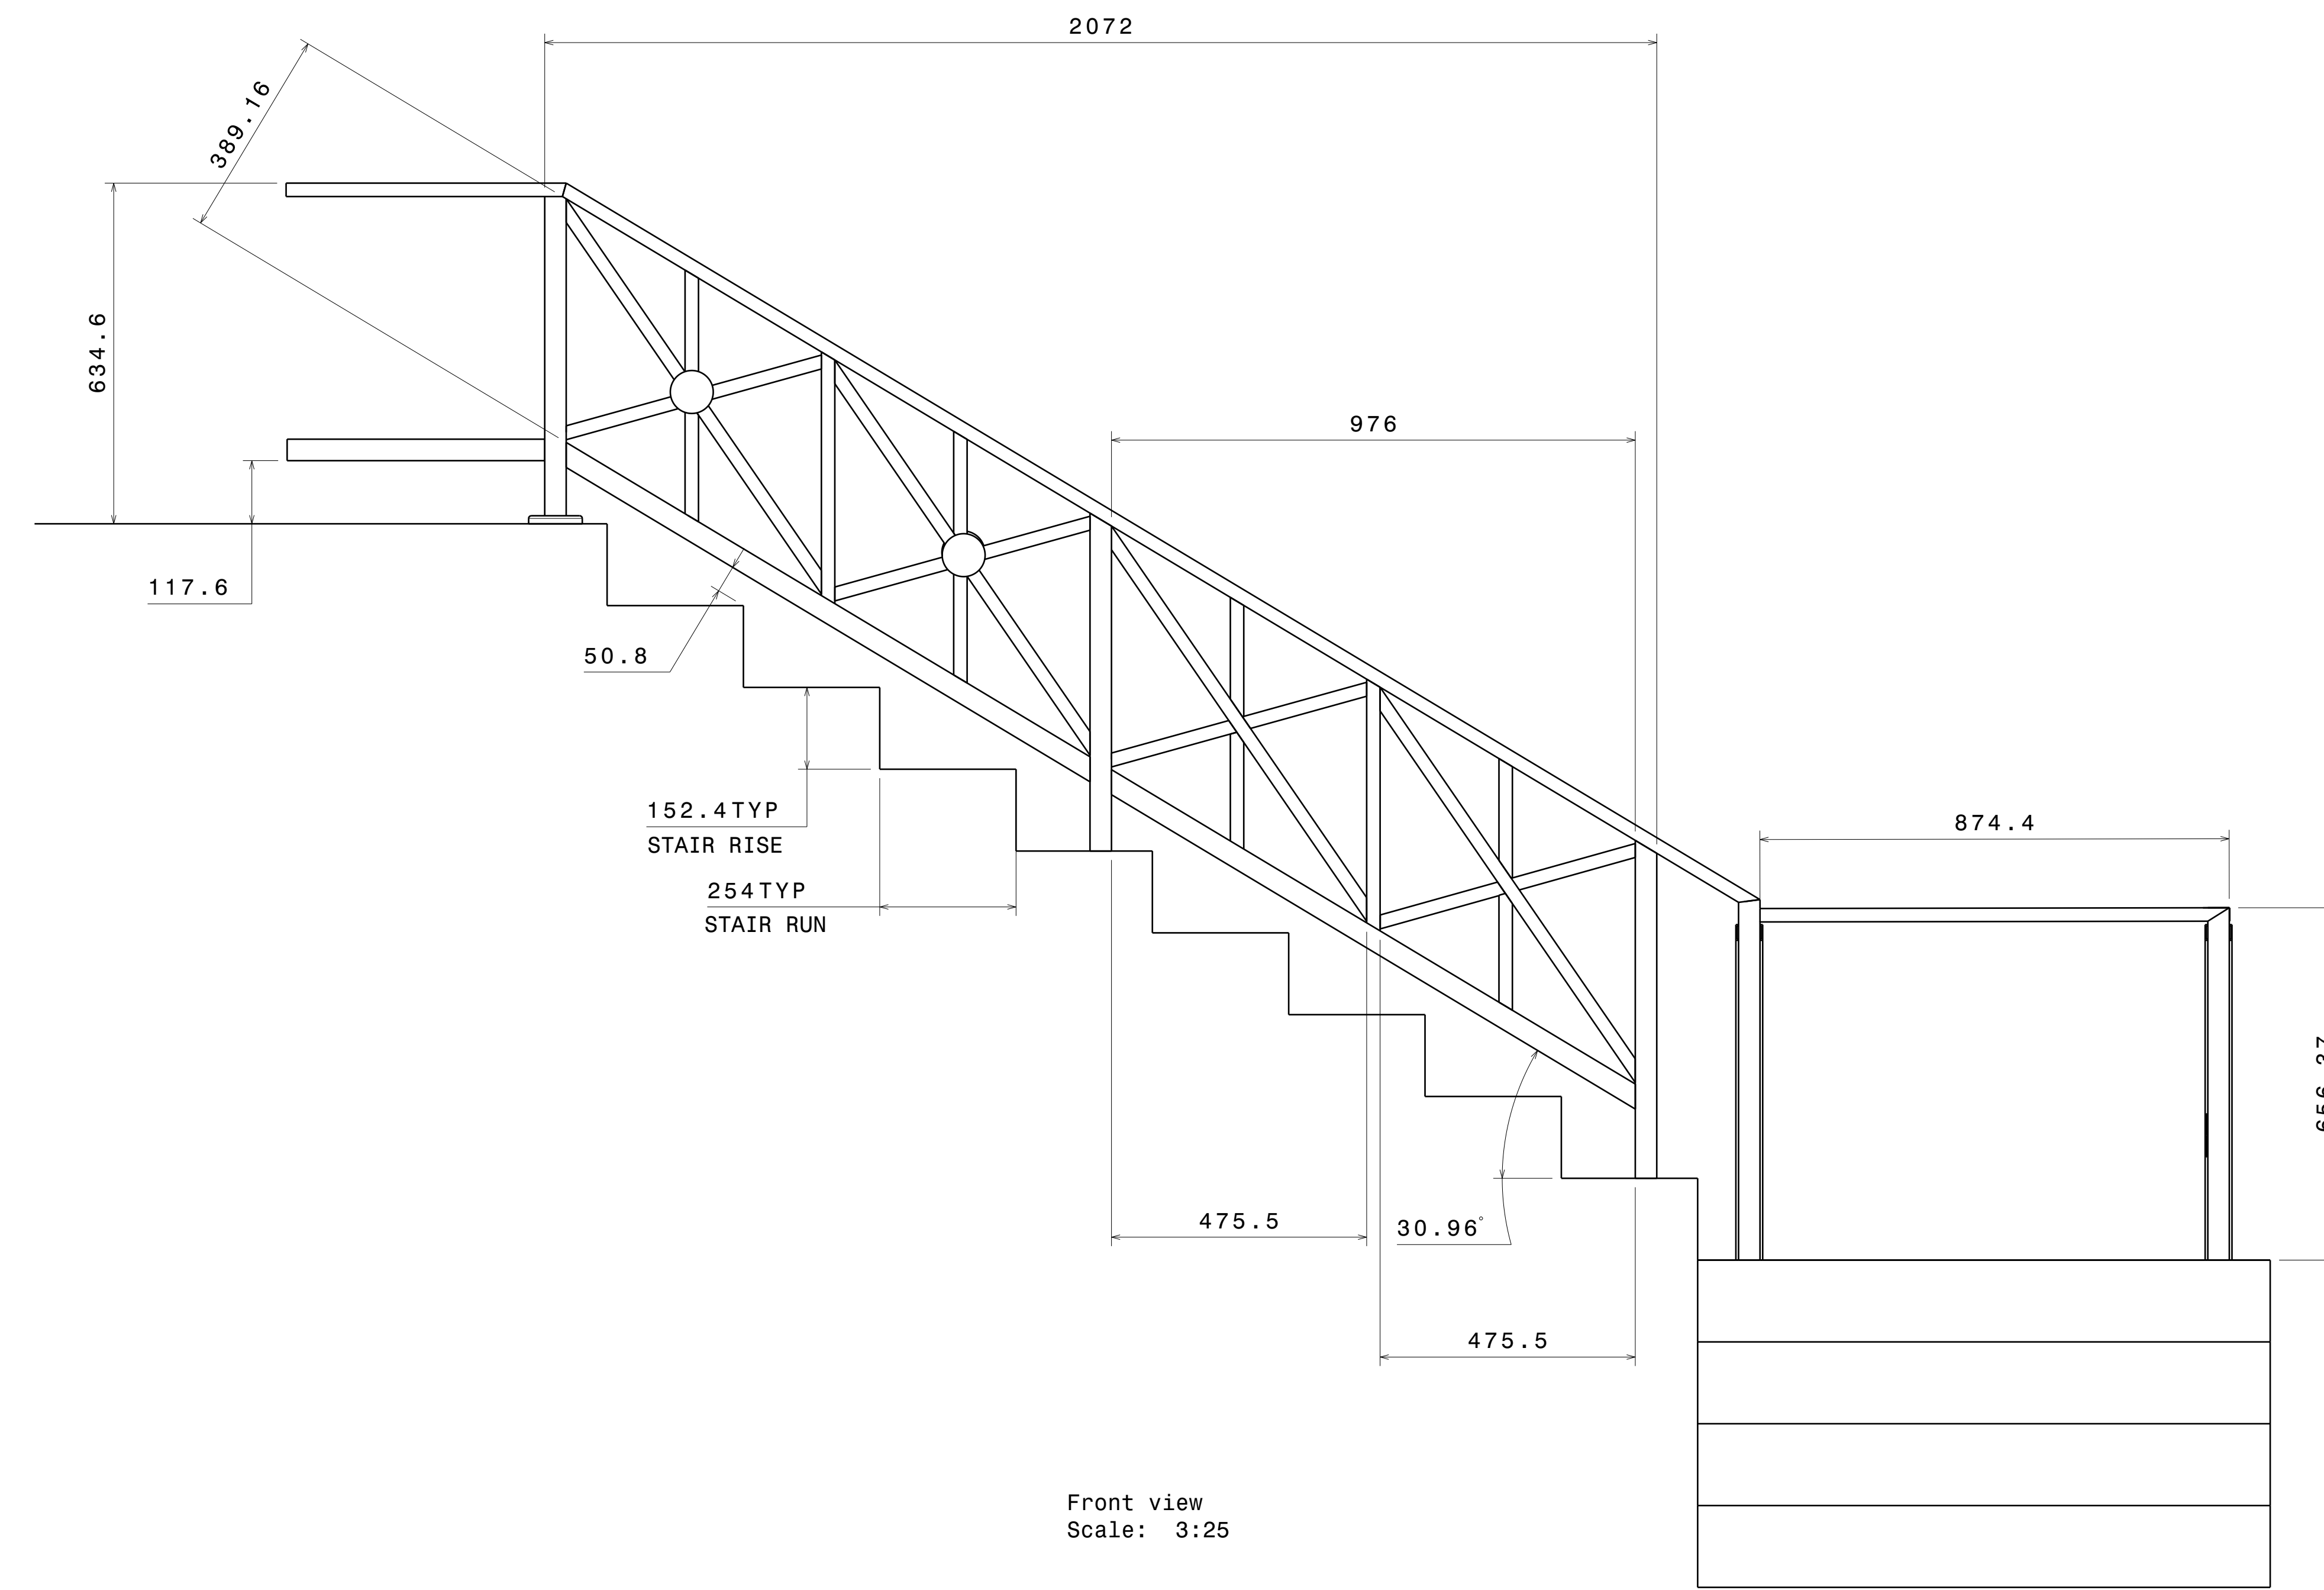 2072
389.16
634.6
976
117.6
50.8
152.4TYP
STAIR RISE
874.4
254TYP
STAIR RUN
475.5
30.96°
475.5
Front view
Scale: 3:25